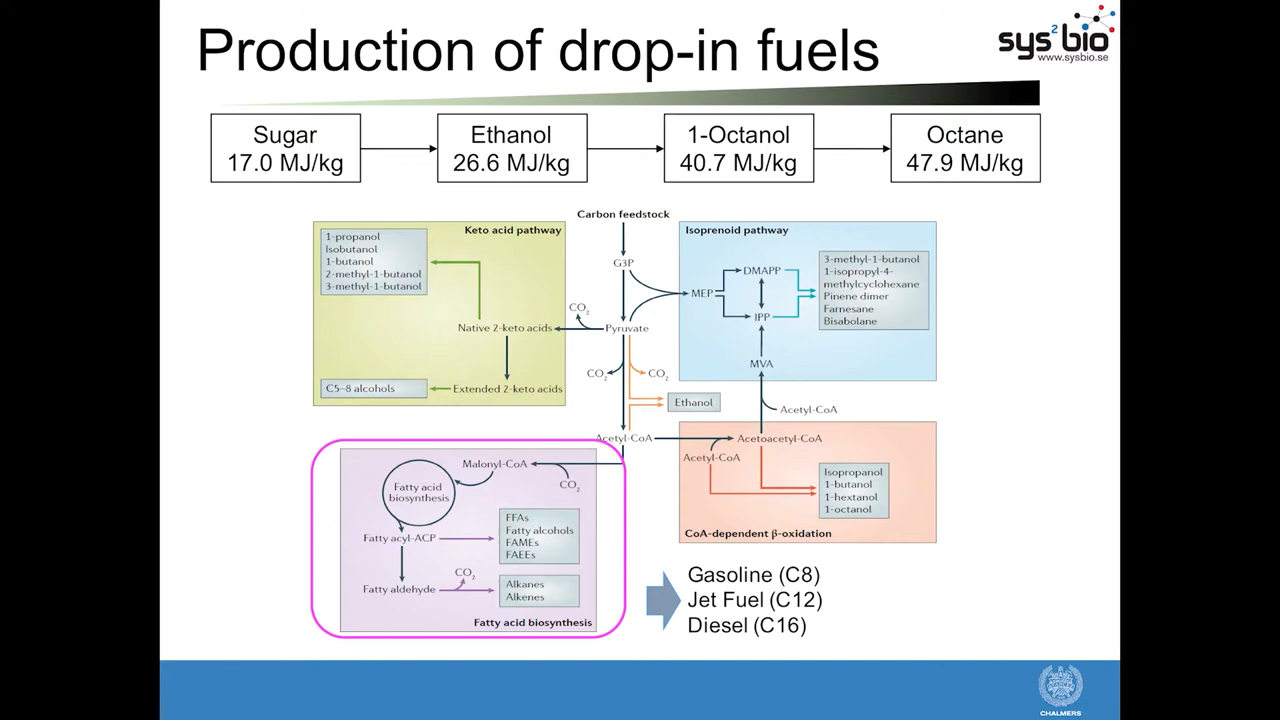 Production of drop-in fuels
sys2bio
www.sysbio.se
Sugar
17.0 MJ/kg
Ethanol
26.6 MJ/kg
1-Octanol
40.7 MJ/kg
Octane
47.9 MJ/kg
Carbon feedstock
G3P
Pyruvate
CO2
CO2
CO2
Ethanol
Acetyl-CoA
Keto acid pathway
1-propanol
Isobutanol
1-butanol
2-methyl-1-butanol
3-methyl-1-butanol
Native 2-keto acids
C5–8 alcohols
Extended 2-keto acids
Isoprenoid pathway
MEP
DMAPP
IPP
MVA
3-methyl-1-butanol
1-isopropyl-4-
methylcyclohexane
Pinene dimer
Farnesane
Bisabolane
Acetyl-CoA
Acetoacetyl-CoA
Acetyl-CoA
Isopropanol
1-butanol
1-hextanol
1-octanol
CoA-dependent β-oxidation
Malonyl-CoA
CO2
Fatty acid
biosynthesis
Fatty acyl-ACP
FFAs
Fatty alcohols
FAMEs
FAEEs
CO2
Fatty aldehyde
Alkanes
Alkenes
Fatty acid biosynthesis
Gasoline (C8)
Jet Fuel (C12)
Diesel (C16)
CHALMERS